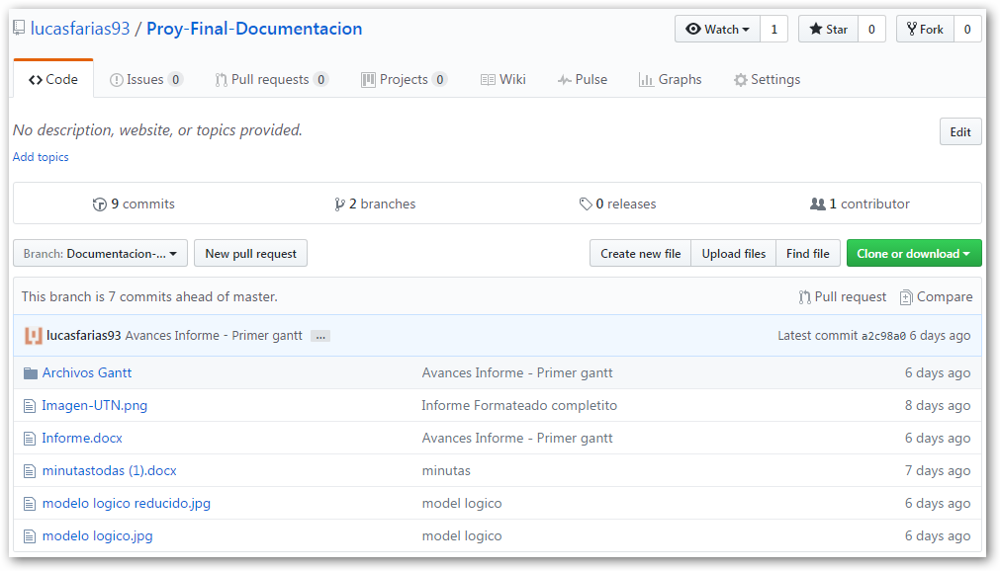 lucasfarias93 / Proy-Final-Documentacion Watch 1 Star 0 Fork 0
Code Issues 0 Pull requests 0 Projects 0 Wiki Pulse Graphs Settings
No description, website, or topics provided. Edit
Add topics
9 commits 2 branches 0 releases 1 contributor
Branch: Documentacion-... New pull request Create new file Upload files Find file Clone or download
This branch is 7 commits ahead of master. Pull request Compare
lucasfarias93 Avances Informe - Primer gantt ... Latest commit a2c98a0 6 days ago
Archivos Gantt Avances Informe - Primer gantt 6 days ago
Imagen-UTN.png Informe Formateado completito 8 days ago
Informe.docx Avances Informe - Primer gantt 6 days ago
minutastodas (1).docx minutas 7 days ago
modelo logico reducido.jpg model logico 6 days ago
modelo logico.jpg model logico 6 days ago